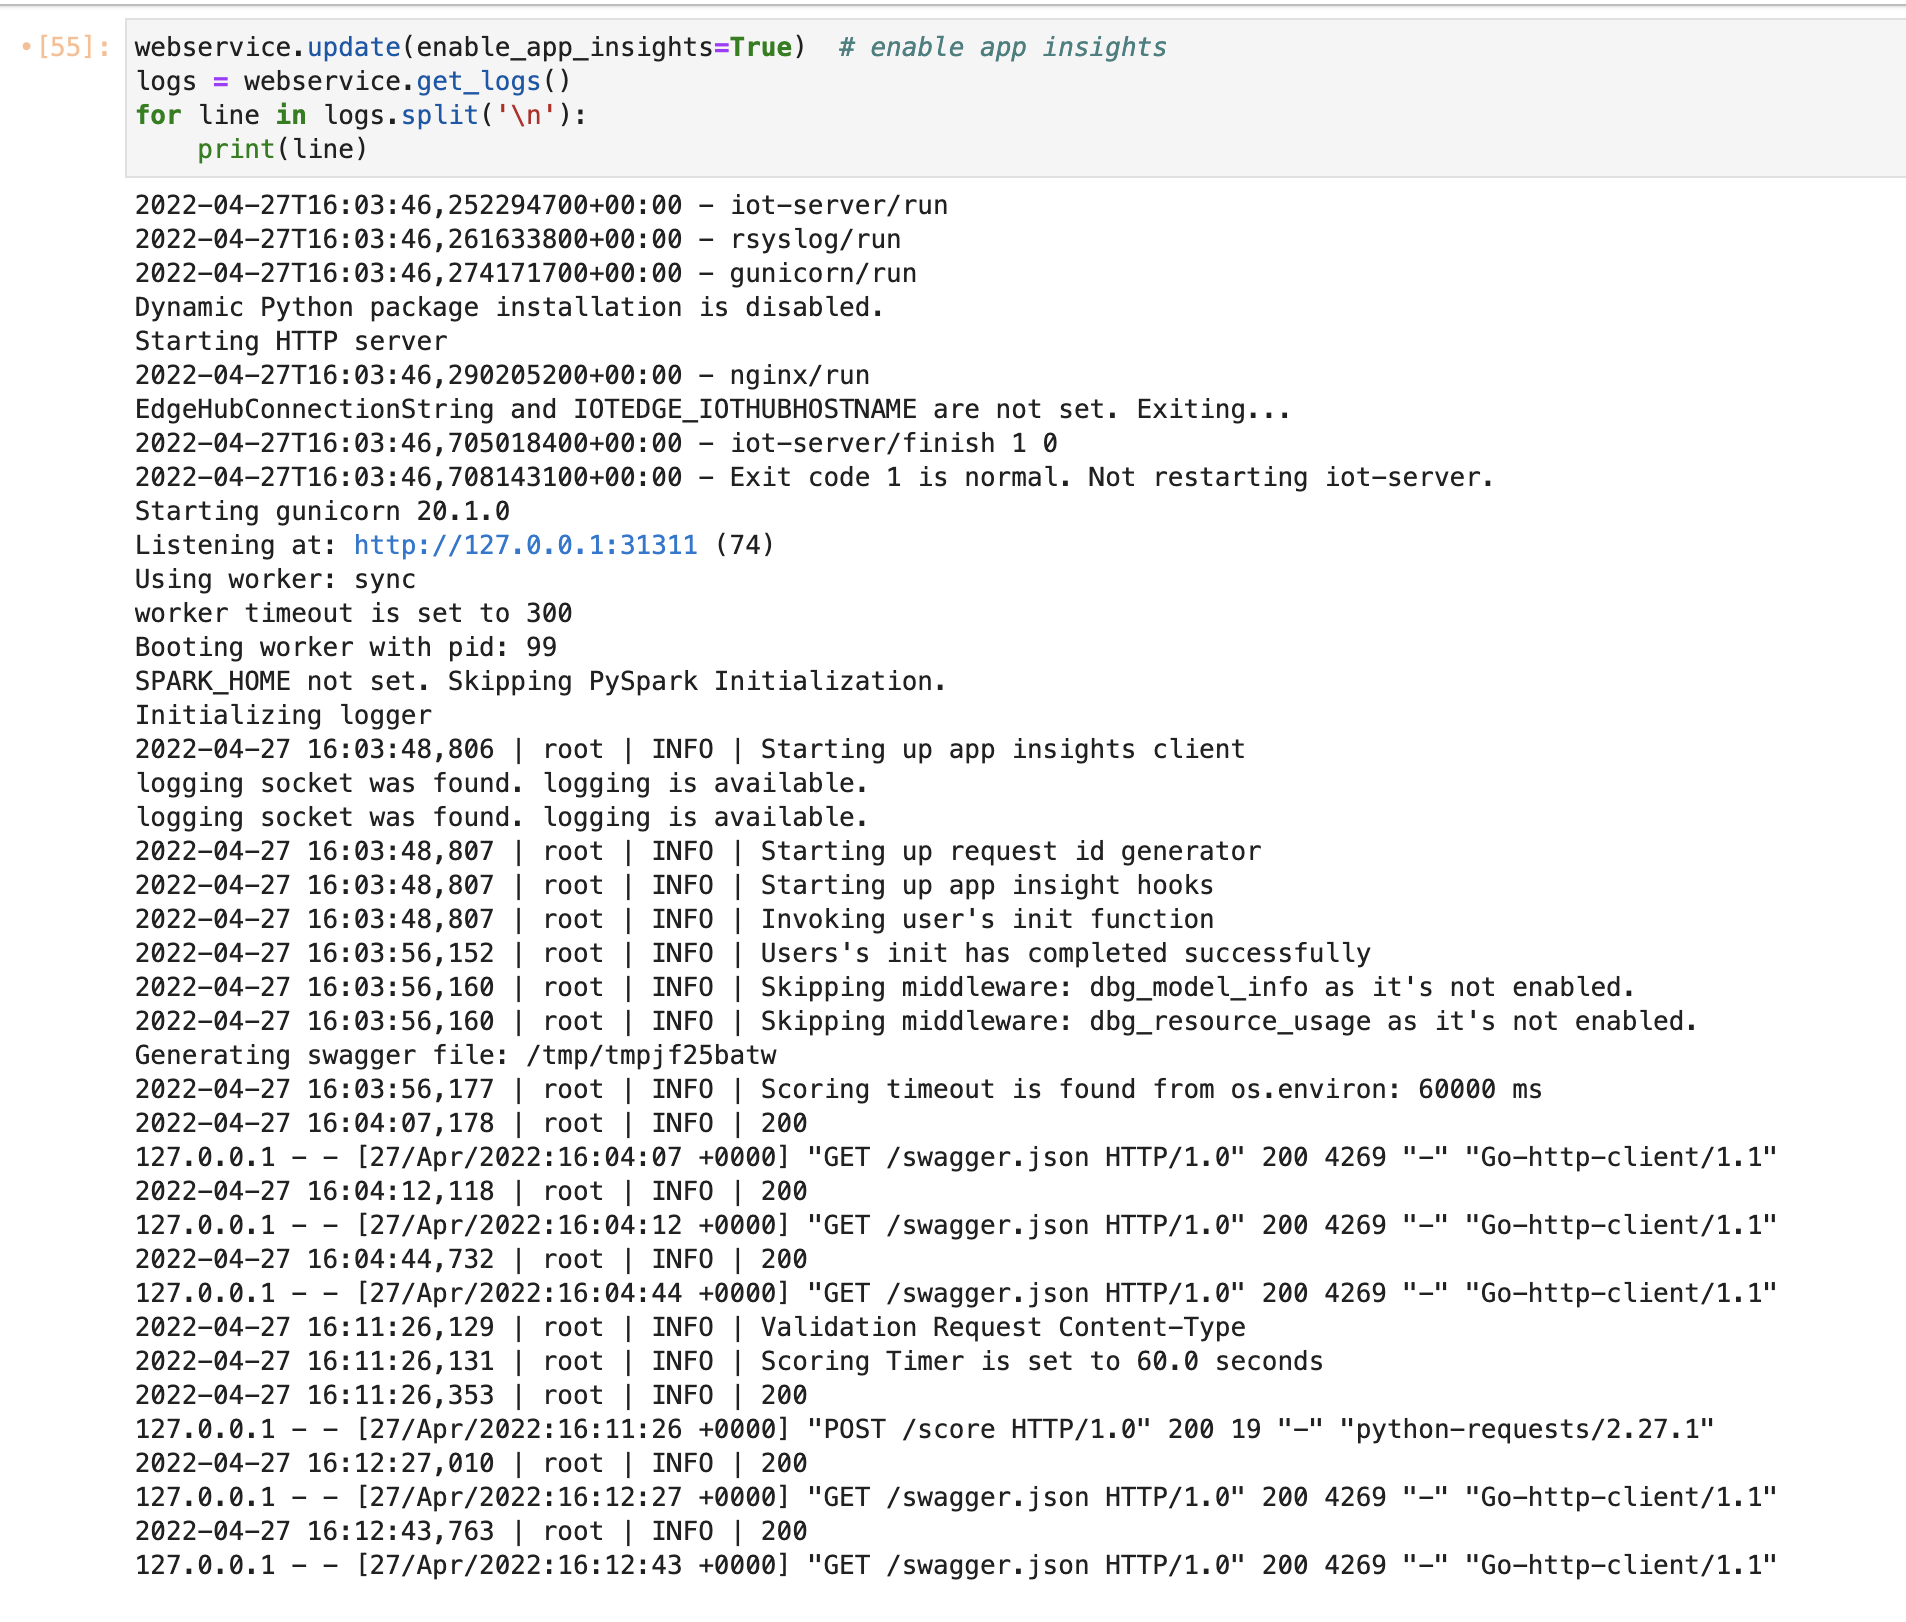 [55]:
webservice.update(enable_app_insights=True)  # enable app insights
logs = webservice.get_logs()
for line in logs.split('\n'):
    print(line)
2022-04-27T16:03:46,252294700+00:00 - iot-server/run
2022-04-27T16:03:46,261633800+00:00 - rsyslog/run
2022-04-27T16:03:46,274171700+00:00 - gunicorn/run
Dynamic Python package installation is disabled.
Starting HTTP server
2022-04-27T16:03:46,290205200+00:00 - nginx/run
EdgeHubConnectionString and IOTEDGE_IOTHUBHOSTNAME are not set. Exiting...
2022-04-27T16:03:46,705018400+00:00 - iot-server/finish 1 0
2022-04-27T16:03:46,708143100+00:00 - Exit code 1 is normal. Not restarting iot-server.
Starting gunicorn 20.1.0
Listening at: http://127.0.0.1:31311 (74)
Using worker: sync
worker timeout is set to 300
Booting worker with pid: 99
SPARK_HOME not set. Skipping PySpark Initialization.
Initializing logger
2022-04-27 16:03:48,806 | root | INFO | Starting up app insights client
logging socket was found. logging is available.
logging socket was found. logging is available.
2022-04-27 16:03:48,807 | root | INFO | Starting up request id generator
2022-04-27 16:03:48,807 | root | INFO | Starting up app insight hooks
2022-04-27 16:03:48,807 | root | INFO | Invoking user's init function
2022-04-27 16:03:56,152 | root | INFO | Users's init has completed successfully
2022-04-27 16:03:56,160 | root | INFO | Skipping middleware: dbg_model_info as it's not enabled.
2022-04-27 16:03:56,160 | root | INFO | Skipping middleware: dbg_resource_usage as it's not enabled.
Generating swagger file: /tmp/tmpjf25batw
2022-04-27 16:03:56,177 | root | INFO | Scoring timeout is found from os.environ: 60000 ms
2022-04-27 16:04:07,178 | root | INFO | 200
127.0.0.1 - - [27/Apr/2022:16:04:07 +0000] "GET /swagger.json HTTP/1.0" 200 4269 "-" "Go-http-client/1.1"
2022-04-27 16:04:12,118 | root | INFO | 200
127.0.0.1 - - [27/Apr/2022:16:04:12 +0000] "GET /swagger.json HTTP/1.0" 200 4269 "-" "Go-http-client/1.1"
2022-04-27 16:04:44,732 | root | INFO | 200
127.0.0.1 - - [27/Apr/2022:16:04:44 +0000] "GET /swagger.json HTTP/1.0" 200 4269 "-" "Go-http-client/1.1"
2022-04-27 16:11:26,129 | root | INFO | Validation Request Content-Type
2022-04-27 16:11:26,131 | root | INFO | Scoring Timer is set to 60.0 seconds
2022-04-27 16:11:26,353 | root | INFO | 200
127.0.0.1 - - [27/Apr/2022:16:11:26 +0000] "POST /score HTTP/1.0" 200 19 "-" "python-requests/2.27.1"
2022-04-27 16:12:27,010 | root | INFO | 200
127.0.0.1 - - [27/Apr/2022:16:12:27 +0000] "GET /swagger.json HTTP/1.0" 200 4269 "-" "Go-http-client/1.1"
2022-04-27 16:12:43,763 | root | INFO | 200
127.0.0.1 - - [27/Apr/2022:16:12:43 +0000] "GET /swagger.json HTTP/1.0" 200 4269 "-" "Go-http-client/1.1"